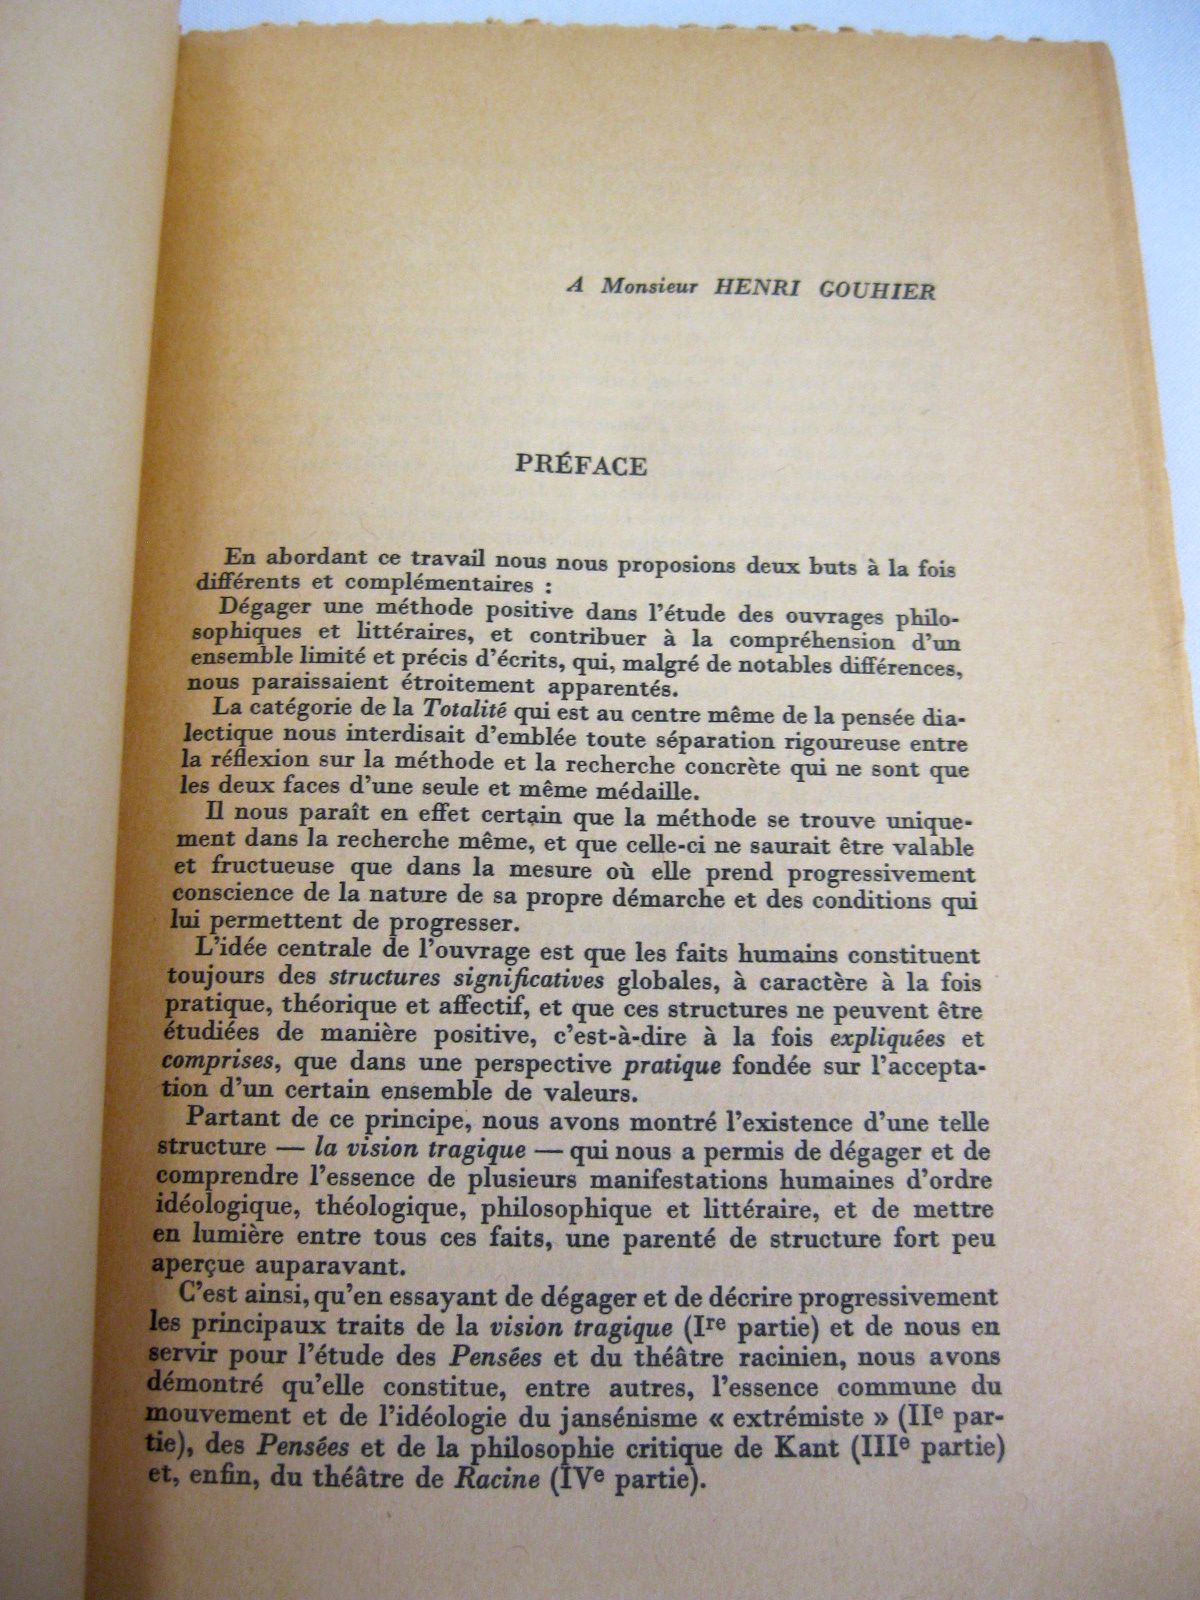 A Monsieur HENRI GOUHIER
PRÉFACE
En abordant ce travail nous nous proposions deux buts à la fois
différents et complémentaires :
Dégager une méthode positive dans l'étude des ouvrages philo-
sophiques et littéraires, et contribuer à la compréhension d'un
ensemble limité et précis d'écrits, qui, malgré de notables différences,
nous paraissaient étroitement apparentés.
La catégorie de la Totalité qui est au centre même de la pensée dia-
lectique nous interdisait d'emblée toute séparation rigoureuse entre
la réflexion sur la méthode et la recherche concrète qui ne sont que
les deux faces d'une seule et même médaille.
Il nous paraît en effet certain que la méthode se trouve unique-
ment dans la recherche même, et que celle-ci ne saurait être valable
et fructueuse que dans la mesure où elle prend progressivement
conscience de la nature de sa propre démarche et des conditions qui
lui permettent de progresser.
L'idée centrale de l'ouvrage est que les faits humains constituent
toujours des structures significatives globales, à caractère à la fois
pratique, théorique et affectif, et que ces structures ne peuvent être
étudiées de manière positive, c'est-à-dire à la fois expliquées et
comprises, que dans une perspective pratique fondée sur l'accepta-
tion d'un certain ensemble de valeurs.
Partant de ce principe, nous avons montré l'existence d'une telle
structure — la vision tragique — qui nous a permis de dégager et de
comprendre l'essence de plusieurs manifestations humaines d'ordre
idéologique, théologique, philosophique et littéraire, et de mettre
en lumière entre tous ces faits, une parenté de structure fort peu
aperçue auparavant.
C'est ainsi, qu'en essayant de dégager et de décrire progressivement
les principaux traits de la vision tragique (Ire partie) et de nous en
servir pour l'étude des Pensées et du théâtre racinien, nous avons
démontré qu'elle constitue, entre autres, l'essence commune du
mouvement et de l'idéologie du jansénisme « extrémiste » (IIe par-
tie), des Pensées et de la philosophie critique de Kant (IIIe partie)
et, enfin, du théâtre de Racine (IVe partie).